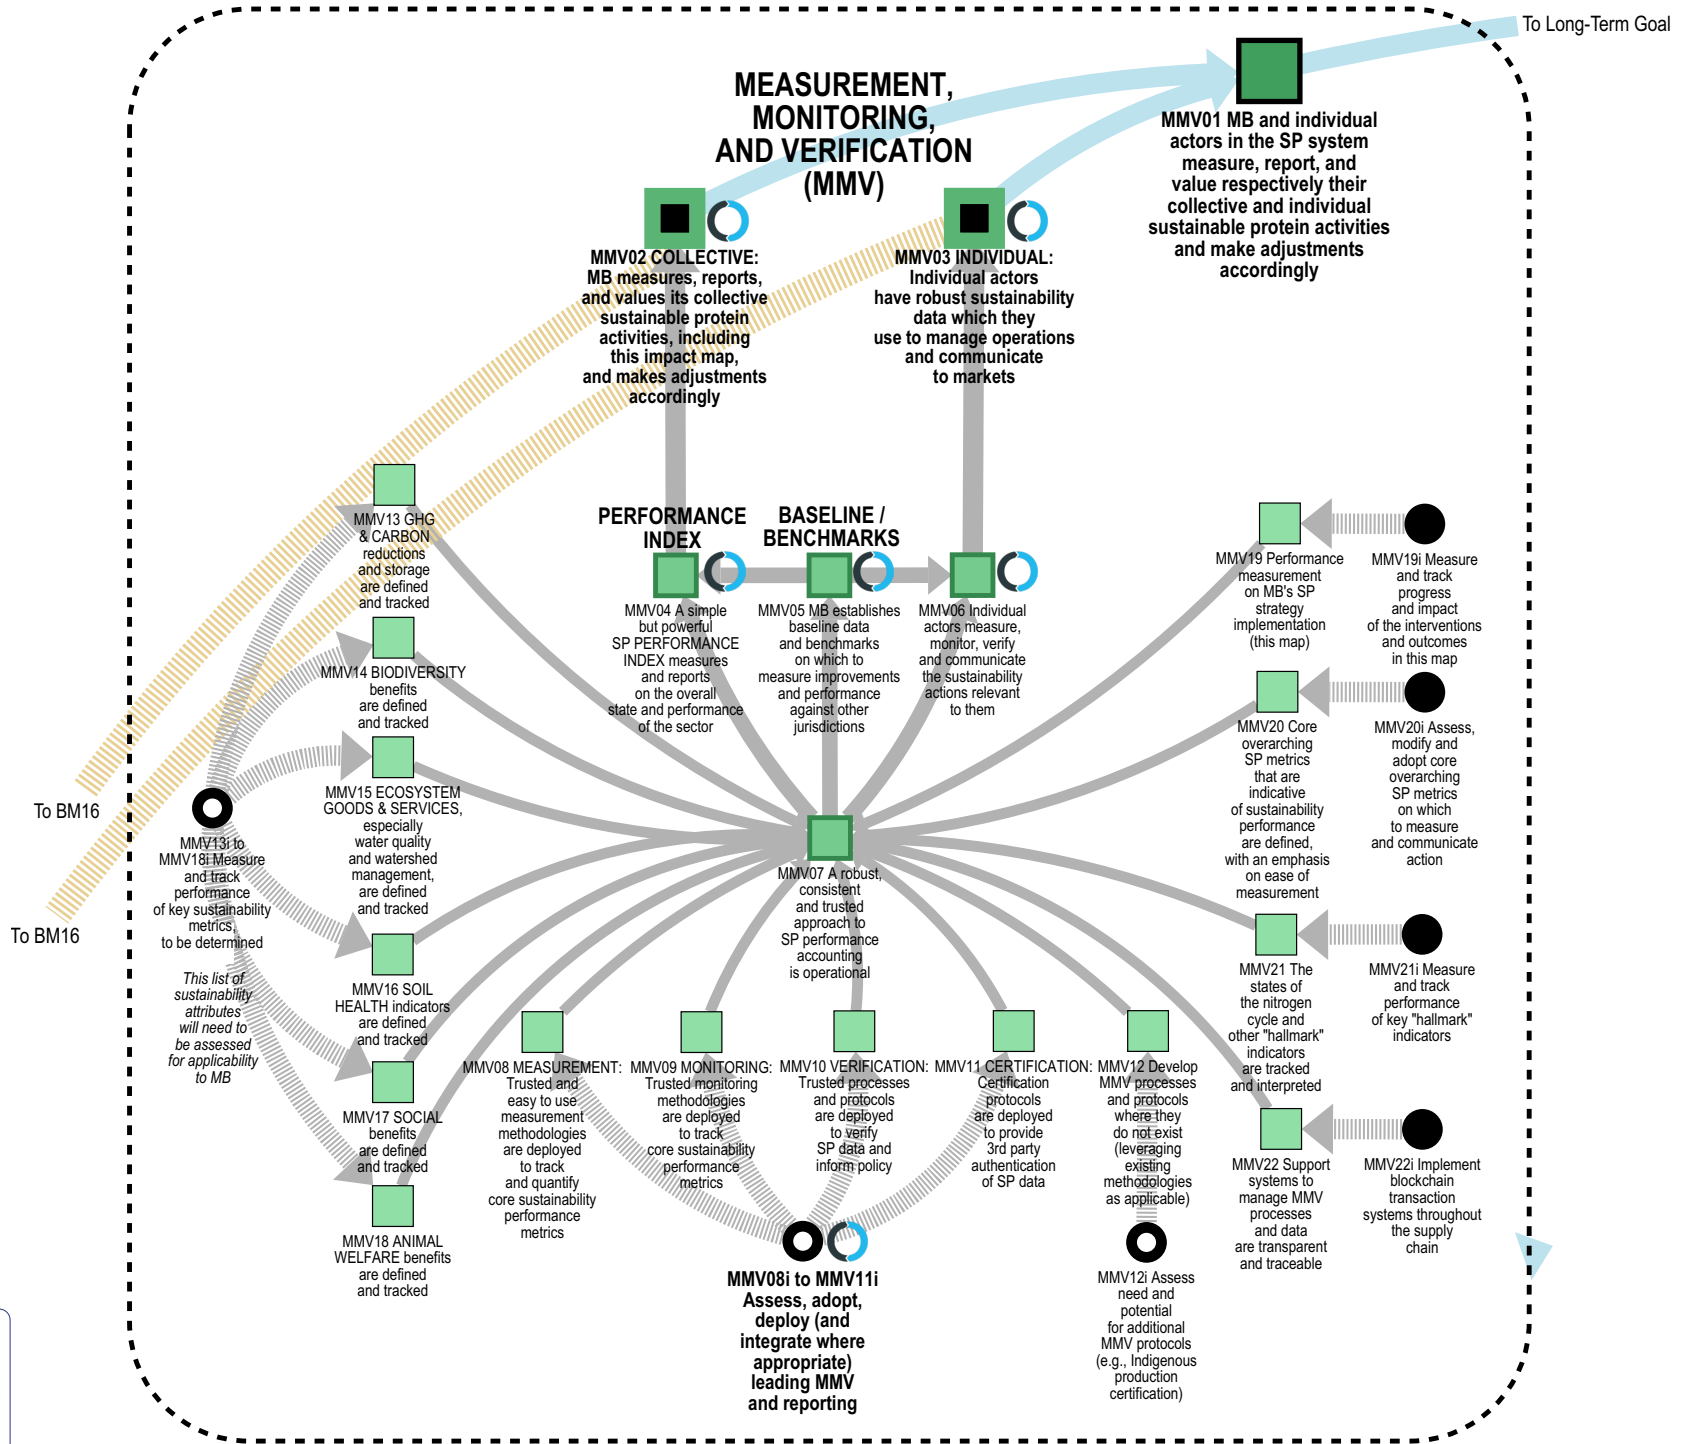 To Long-Term Goal
MEASUREMENT,
MONITORING,
AND VERIFICATION
(MMV)
MMV01 MB and individual
actors in the SP system
measure, report, and
value respectively their
collective and individual
sustainable protein activities
and make adjustments
accordingly
MMV02 COLLECTIVE:
MB measures, reports,
and values its collective
sustainable protein
activities, including
this impact map,
and makes adjustments
accordingly
MMV03 INDIVIDUAL:
Individual actors
have robust sustainability
data which they
use to manage operations
and communicate
to markets
MMV13 GHG
& CARBON
reductions
and storage
are defined
and tracked
PERFORMANCE
INDEX
BASELINE /
BENCHMARKS
MMV04 A simple
but powerful
SP PERFORMANCE
INDEX measures
and reports
on the overall
state and performance
of the sector
MMV05 MB establishes
baseline data
and benchmarks
on which to
measure improvements
and performance
against other
jurisdictions
MMV06 Individual
actors measure,
monitor, verify
and communicate
the sustainability
actions relevant
to them
MMV19 Performance
measurement
on MB's SP
strategy
implementation
(this map)
MMV19i Measure
and track
progress
and impact
of the interventions
and outcomes
in this map
MMV14 BIODIVERSITY
benefits
are defined
and tracked
MMV20 Core
overarching
SP metrics
that are
indicative
of sustainability
performance
are defined,
with an emphasis
on ease of
measurement
MMV20i Assess,
modify and
adopt core
overarching
SP metrics
on which
to measure
and communicate
action
MMV15 ECOSYSTEM
GOODS & SERVICES,
especially
water quality
and watershed
management,
are defined
and tracked
To BM16
To BM16
MMV13i to
MMV18i Measure
and track
performance
of key sustainability
metrics,
to be determined
This list of
sustainability
attributes
will need to
be assessed
for applicability
to MB
MMV07 A robust,
consistent
and trusted
approach to
SP performance
accounting
is operational
MMV16 SOIL
HEALTH indicators
are defined
and tracked
MMV21 The
states of
the nitrogen
cycle and
other "hallmark"
indicators
are tracked
and interpreted
MMV21i Measure
and track
performance
of key "hallmark"
indicators
MMV17 SOCIAL
benefits
are defined
and tracked
MMV08 MEASUREMENT:
Trusted and
easy to use
measurement
methodologies
are deployed
to track
and quantify
core sustainability
performance
metrics
MMV09 MONITORING:
Trusted monitoring
methodologies
are deployed
to track
core sustainability
performance
metrics
MMV10 VERIFICATION:
Trusted processes
and protocols
are deployed
to verify
SP data and
inform policy
MMV11 CERTIFICATION:
Certification
protocols
are deployed
to provide
3rd party
authentication
of SP data
MMV12 Develop
MMV processes
and protocols
where they
do not exist
(leveraging
existing
methodologies
as applicable)
MMV22 Support
systems to
manage MMV
processes
and data
are transparent
and traceable
MMV22i Implement
blockchain
transaction
systems throughout
the supply
chain
MMV18 ANIMAL
WELFARE benefits
are defined
and tracked
MMV08i to MMV11i
Assess, adopt,
deploy (and
integrate where
appropriate)
leading MMV
and reporting
MMV12i Assess
need and
potential
for additional
MMV protocols
(e.g., Indigenous
production
certification)